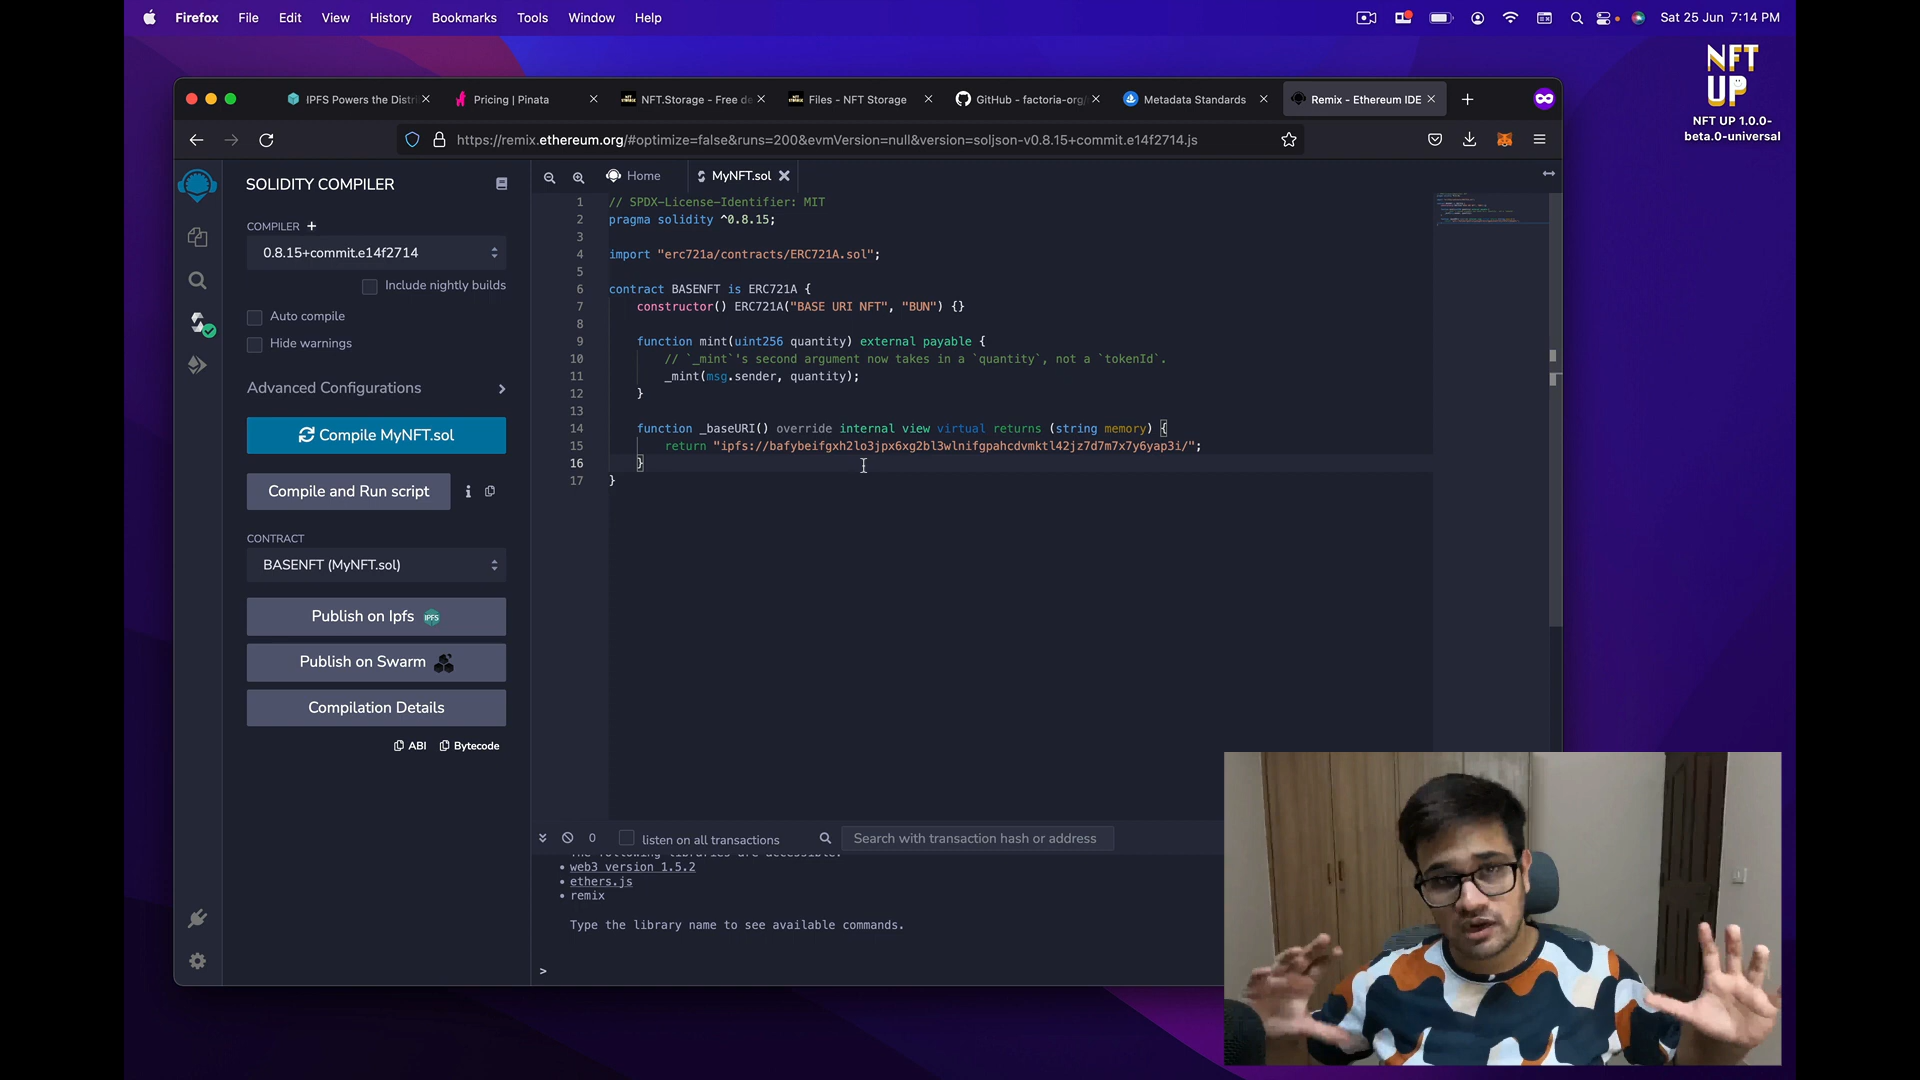 Firefox File Edit View History Bookmarks Tools Window Help
Sat 25 Jun 7:14 PM
NFT
UP
NFT UP 1.0.0-
beta.0-universal
IPFS Powers the Distri
Pricing | Pinata
NFT.Storage - Free de
Files - NFT Storage
GitHub - factoria-org/
Metadata Standards
Remix - Ethereum IDE
https://remix.ethereum.org/#optimize=false&runs=200&evmVersion=null&version=soljson-v0.8.15+commit.e14f2714.js
SOLIDITY COMPILER
COMPILER +
0.8.15+commit.e14f2714
Include nightly builds
Auto compile
Hide warnings
Advanced Configurations
Compile MyNFT.sol
Compile and Run script
CONTRACT
BASENFT (MyNFT.sol)
Publish on Ipfs
IPFS
Publish on Swarm
Compilation Details
ABI
Bytecode
Home
MyNFT.sol
1 // SPDX-License-Identifier: MIT
2 pragma solidity ^0.8.15;
3
4 import "erc721a/contracts/ERC721A.sol";
5
6 contract BASENFT is ERC721A {
7 constructor() ERC721A("BASE URI NFT", "BUN") {}
8
9 function mint(uint256 quantity) external payable {
10 // `_mint`'s second argument now takes in a `quantity`, not a `tokenId`.
11 _mint(msg.sender, quantity);
12 }
13
14 function _baseURI() override internal view virtual returns (string memory) {
15 return "ipfs://bafybeifgxh2lo3jpx6xg2bl3wlnifgpahcdvmktl42jz7d7m7x7y6yap3i/";
16 }
17 }
0
listen on all transactions
Search with transaction hash or address
The following libraries are accessible:
• web3 version 1.5.2
• ethers.js
• remix
Type the library name to see available commands.
>